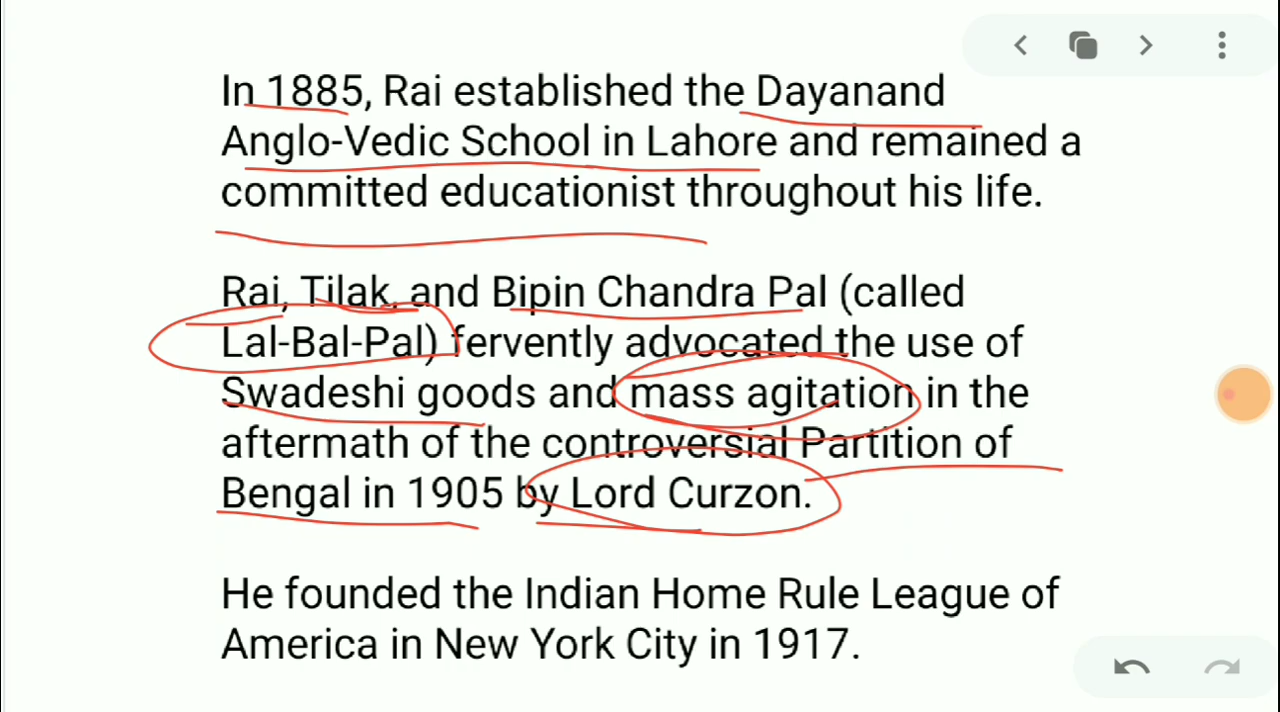 In 1885, Rai established the Dayanand
Anglo-Vedic School in Lahore and remained a
committed educationist throughout his life.
Rai, Tilak, and Bipin Chandra Pal (called
Lal-Bal-Pal) fervently advocated the use of
Swadeshi goods and mass agitation in the
aftermath of the controversial Partition of
Bengal in 1905 by Lord Curzon.
He founded the Indian Home Rule League of
America in New York City in 1917.